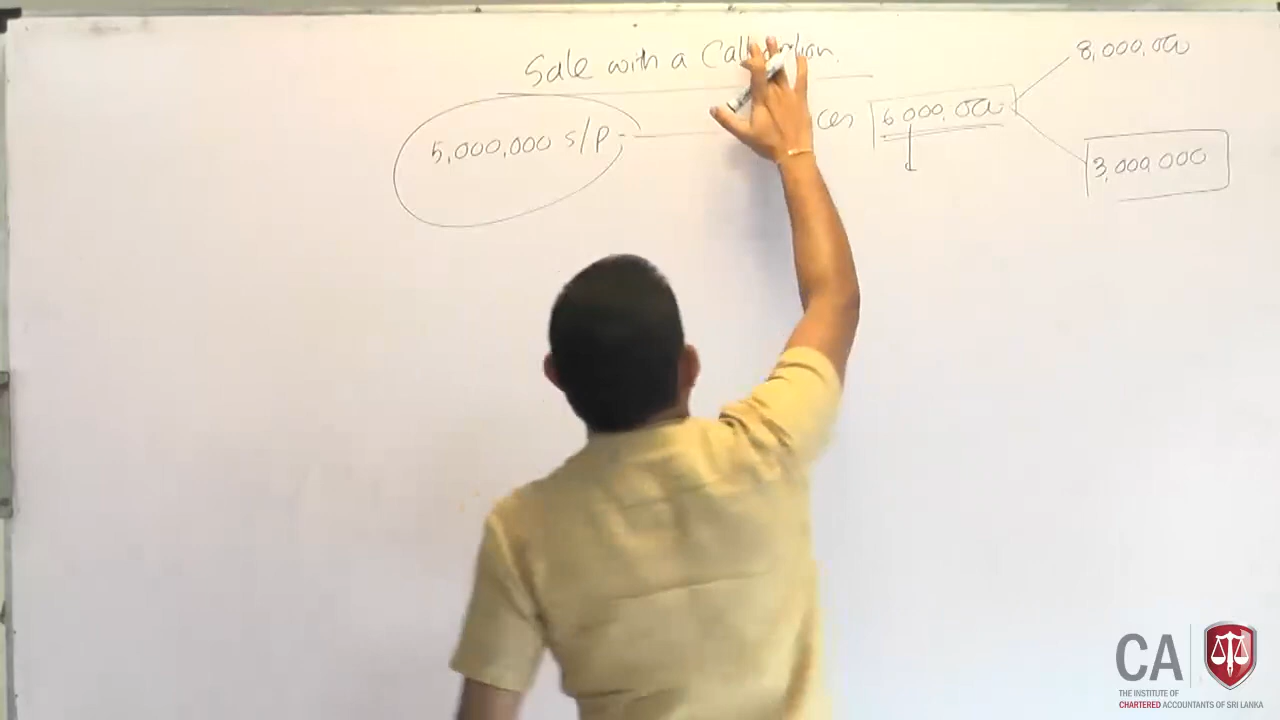 Sale with a Call option.
5,000,000 S/P
6,000,000
8,000,000
3,000,000
CA
THE INSTITUTE OF
CHARTERED ACCOUNTANTS OF SRI LANKA